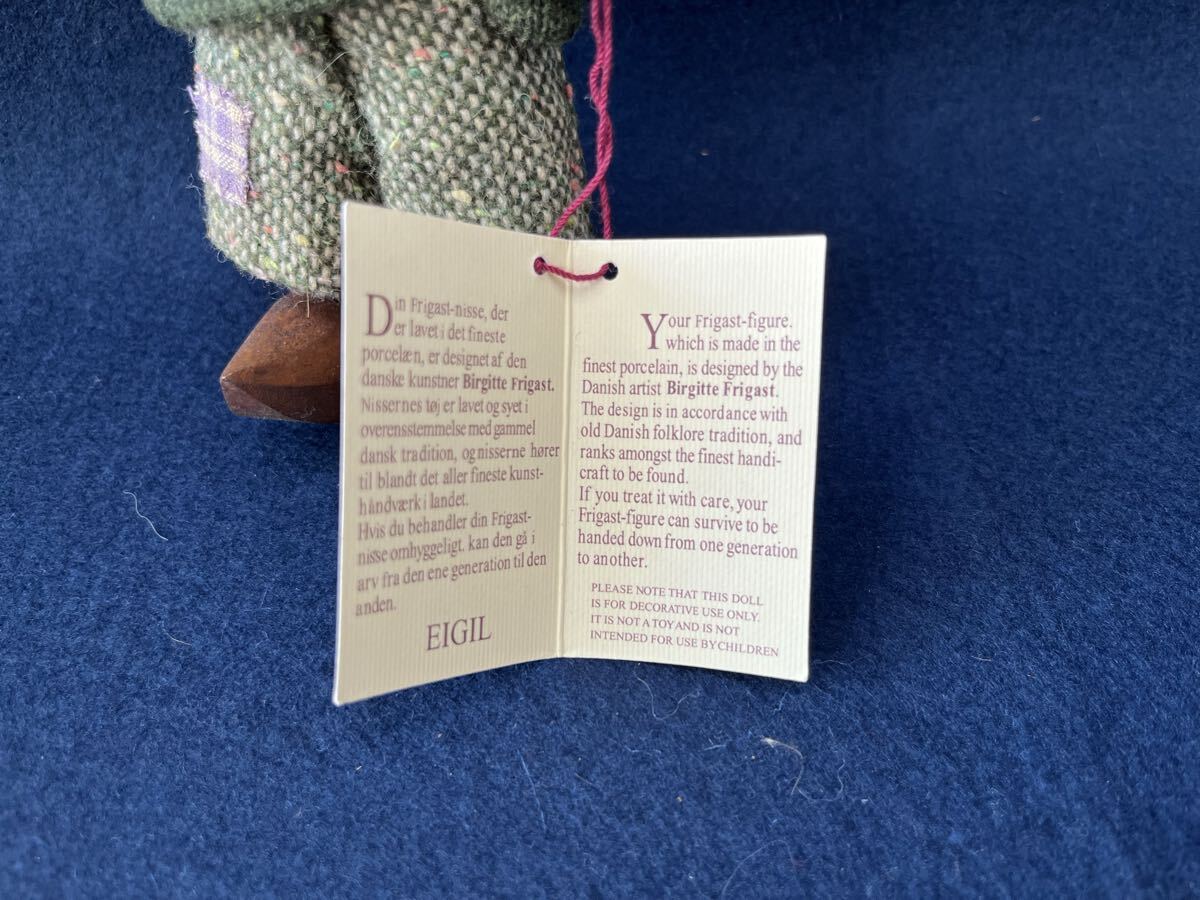 Din Frigast-nisse, der
er lavet i det fineste
porcelæn, er designet af den
danske kunstner Birgitte Frigast.
Nissernes tøj er lavet og syet i
overensstemmelse med gammel
dansk tradition, og nisserne hører
til blandt det aller fineste kunst-
håndværk i landet.
Hvis du behandler din Frigast-
nisse omhyggeligt. kan den gå i
arv fra den ene generation til den
anden.
EIGIL
Your Frigast-figure.
which is made in the
finest porcelain, is designed by the
Danish artist Birgitte Frigast.
The design is in accordance with
old Danish folklore tradition, and
ranks amongst the finest handi-
craft to be found.
If you treat it with care, your
Frigast-figure can survive to be
handed down from one generation
to another.
PLEASE NOTE THAT THIS DOLL
IS FOR DECORATIVE USE ONLY.
IT IS NOT A TOY AND IS NOT
INTENDED FOR USE BY CHILDREN